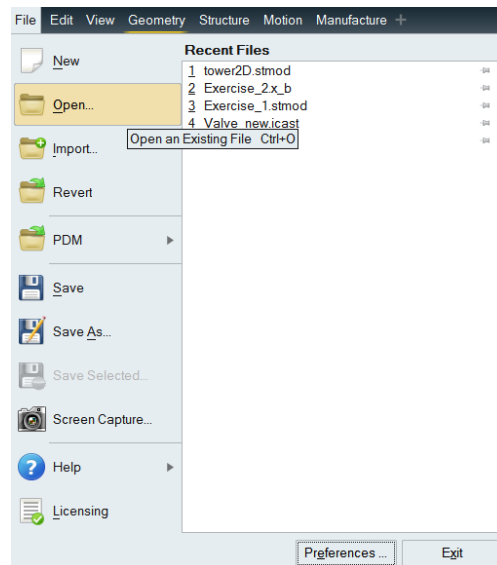 File Edit View Geometry Structure Motion Manufacture +
New
Open...
Import...
Revert
PDM
Save
Save As...
Save Selected...
Screen Capture...
Help
Licensing
Recent Files
1 tower2D.stmod
2 Exercise_2.x_b
3 Exercise_1.stmod
4 Valve_new.icast
Open an Existing File Ctrl+O
Preferences ... Exit